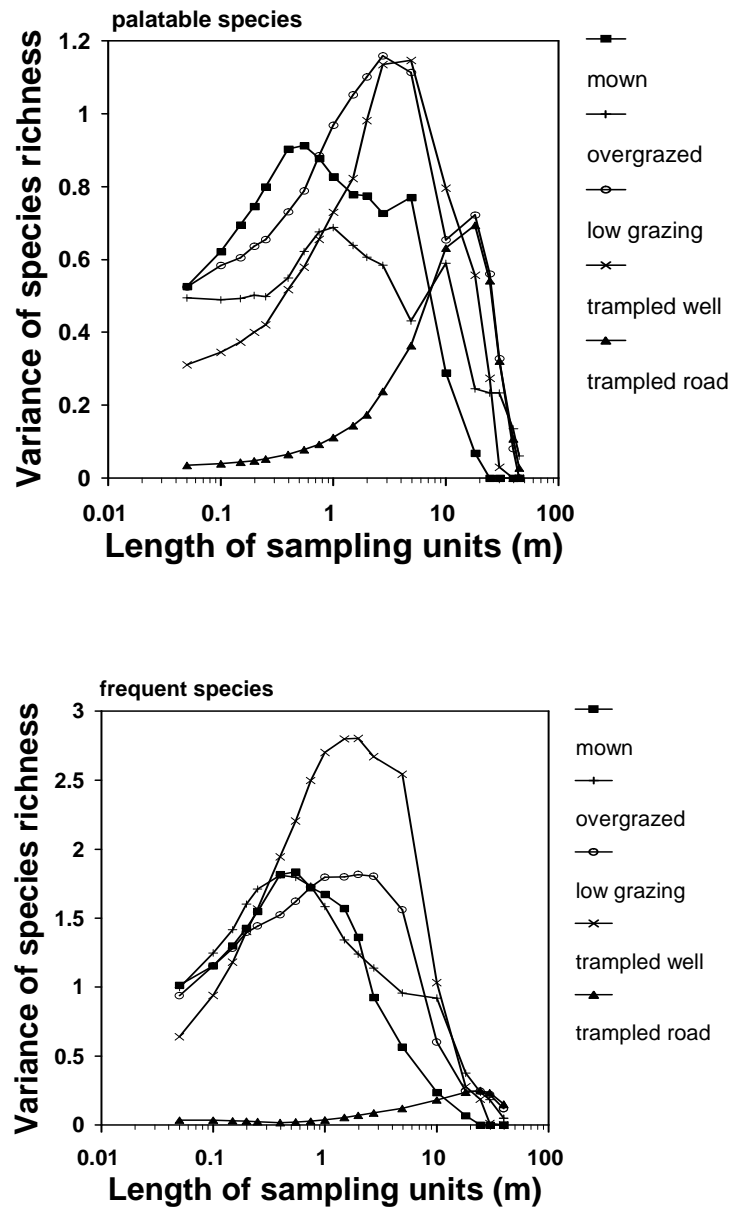 palatable species
1.2
1
0.8
0.6
0.4
0.2
0
Variance of species richness
0.01
0.1
1
10
100
Length of sampling units (m)
mown
overgrazed
low grazing
trampled well
trampled road
frequent species
3
2.5
2
1.5
1
0.5
0
Variance of species richness
0.01
0.1
1
10
100
Length of sampling units (m)
mown
overgrazed
low grazing
trampled well
trampled road